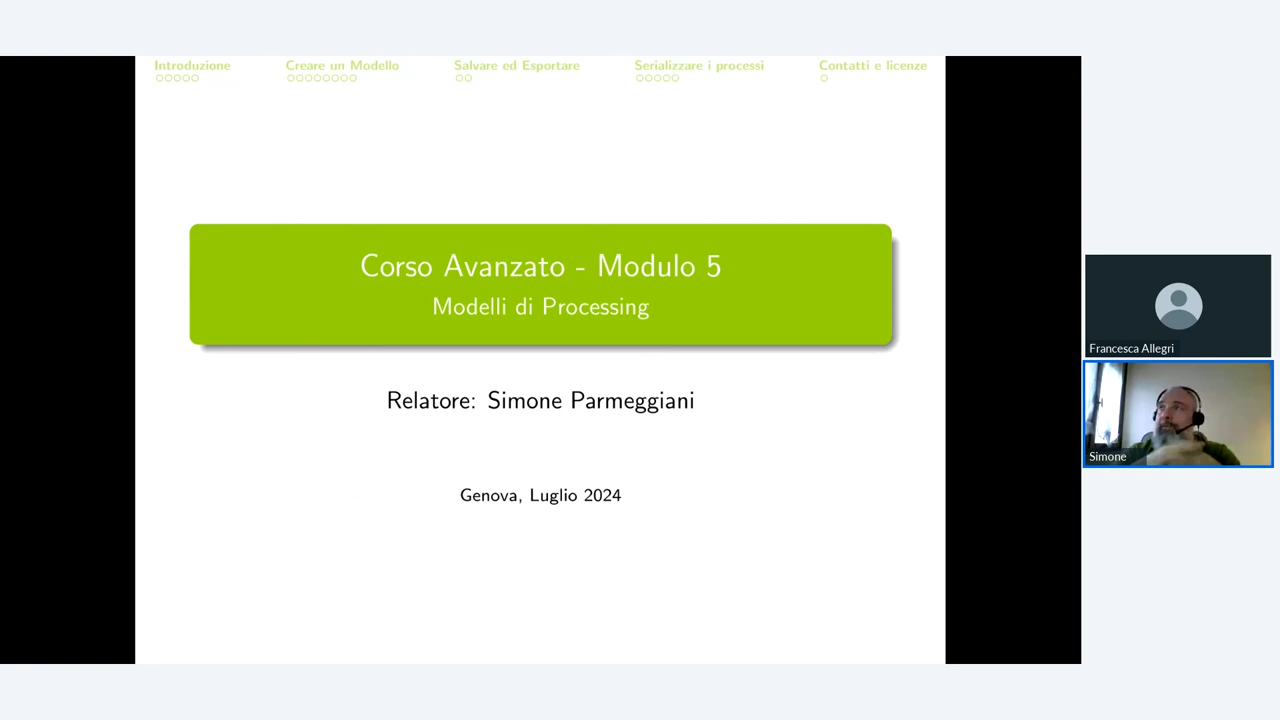 Introduzione
Creare un Modello
Salvare ed Esportare
Serializzare i processi
Contatti e licenze
Corso Avanzato - Modulo 5
Modelli di Processing
Relatore: Simone Parmeggiani
Genova, Luglio 2024
Francesca Allegri
Simone